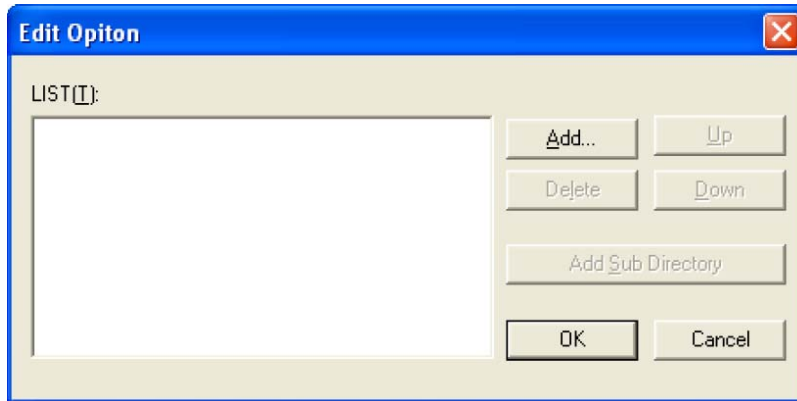 Edit Opiton
LIST(T):
Add... Up
Delete Down
Add Sub Directory
OK Cancel